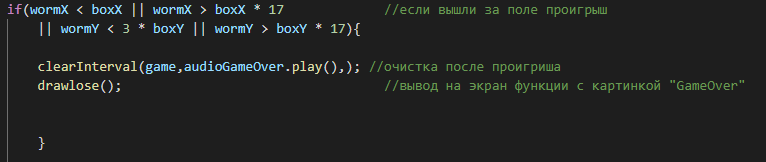 if(wormX < boxX || wormX > boxX * 17 //если вышли за поле проигрыш
|| wormY < 3 * boxY || wormY > boxY * 17){
clearInterval(game,audioGameOver.play(),); //очистка после проигриша
drawlose(); //вывод на экран функции с картинкой "GameOver"
}